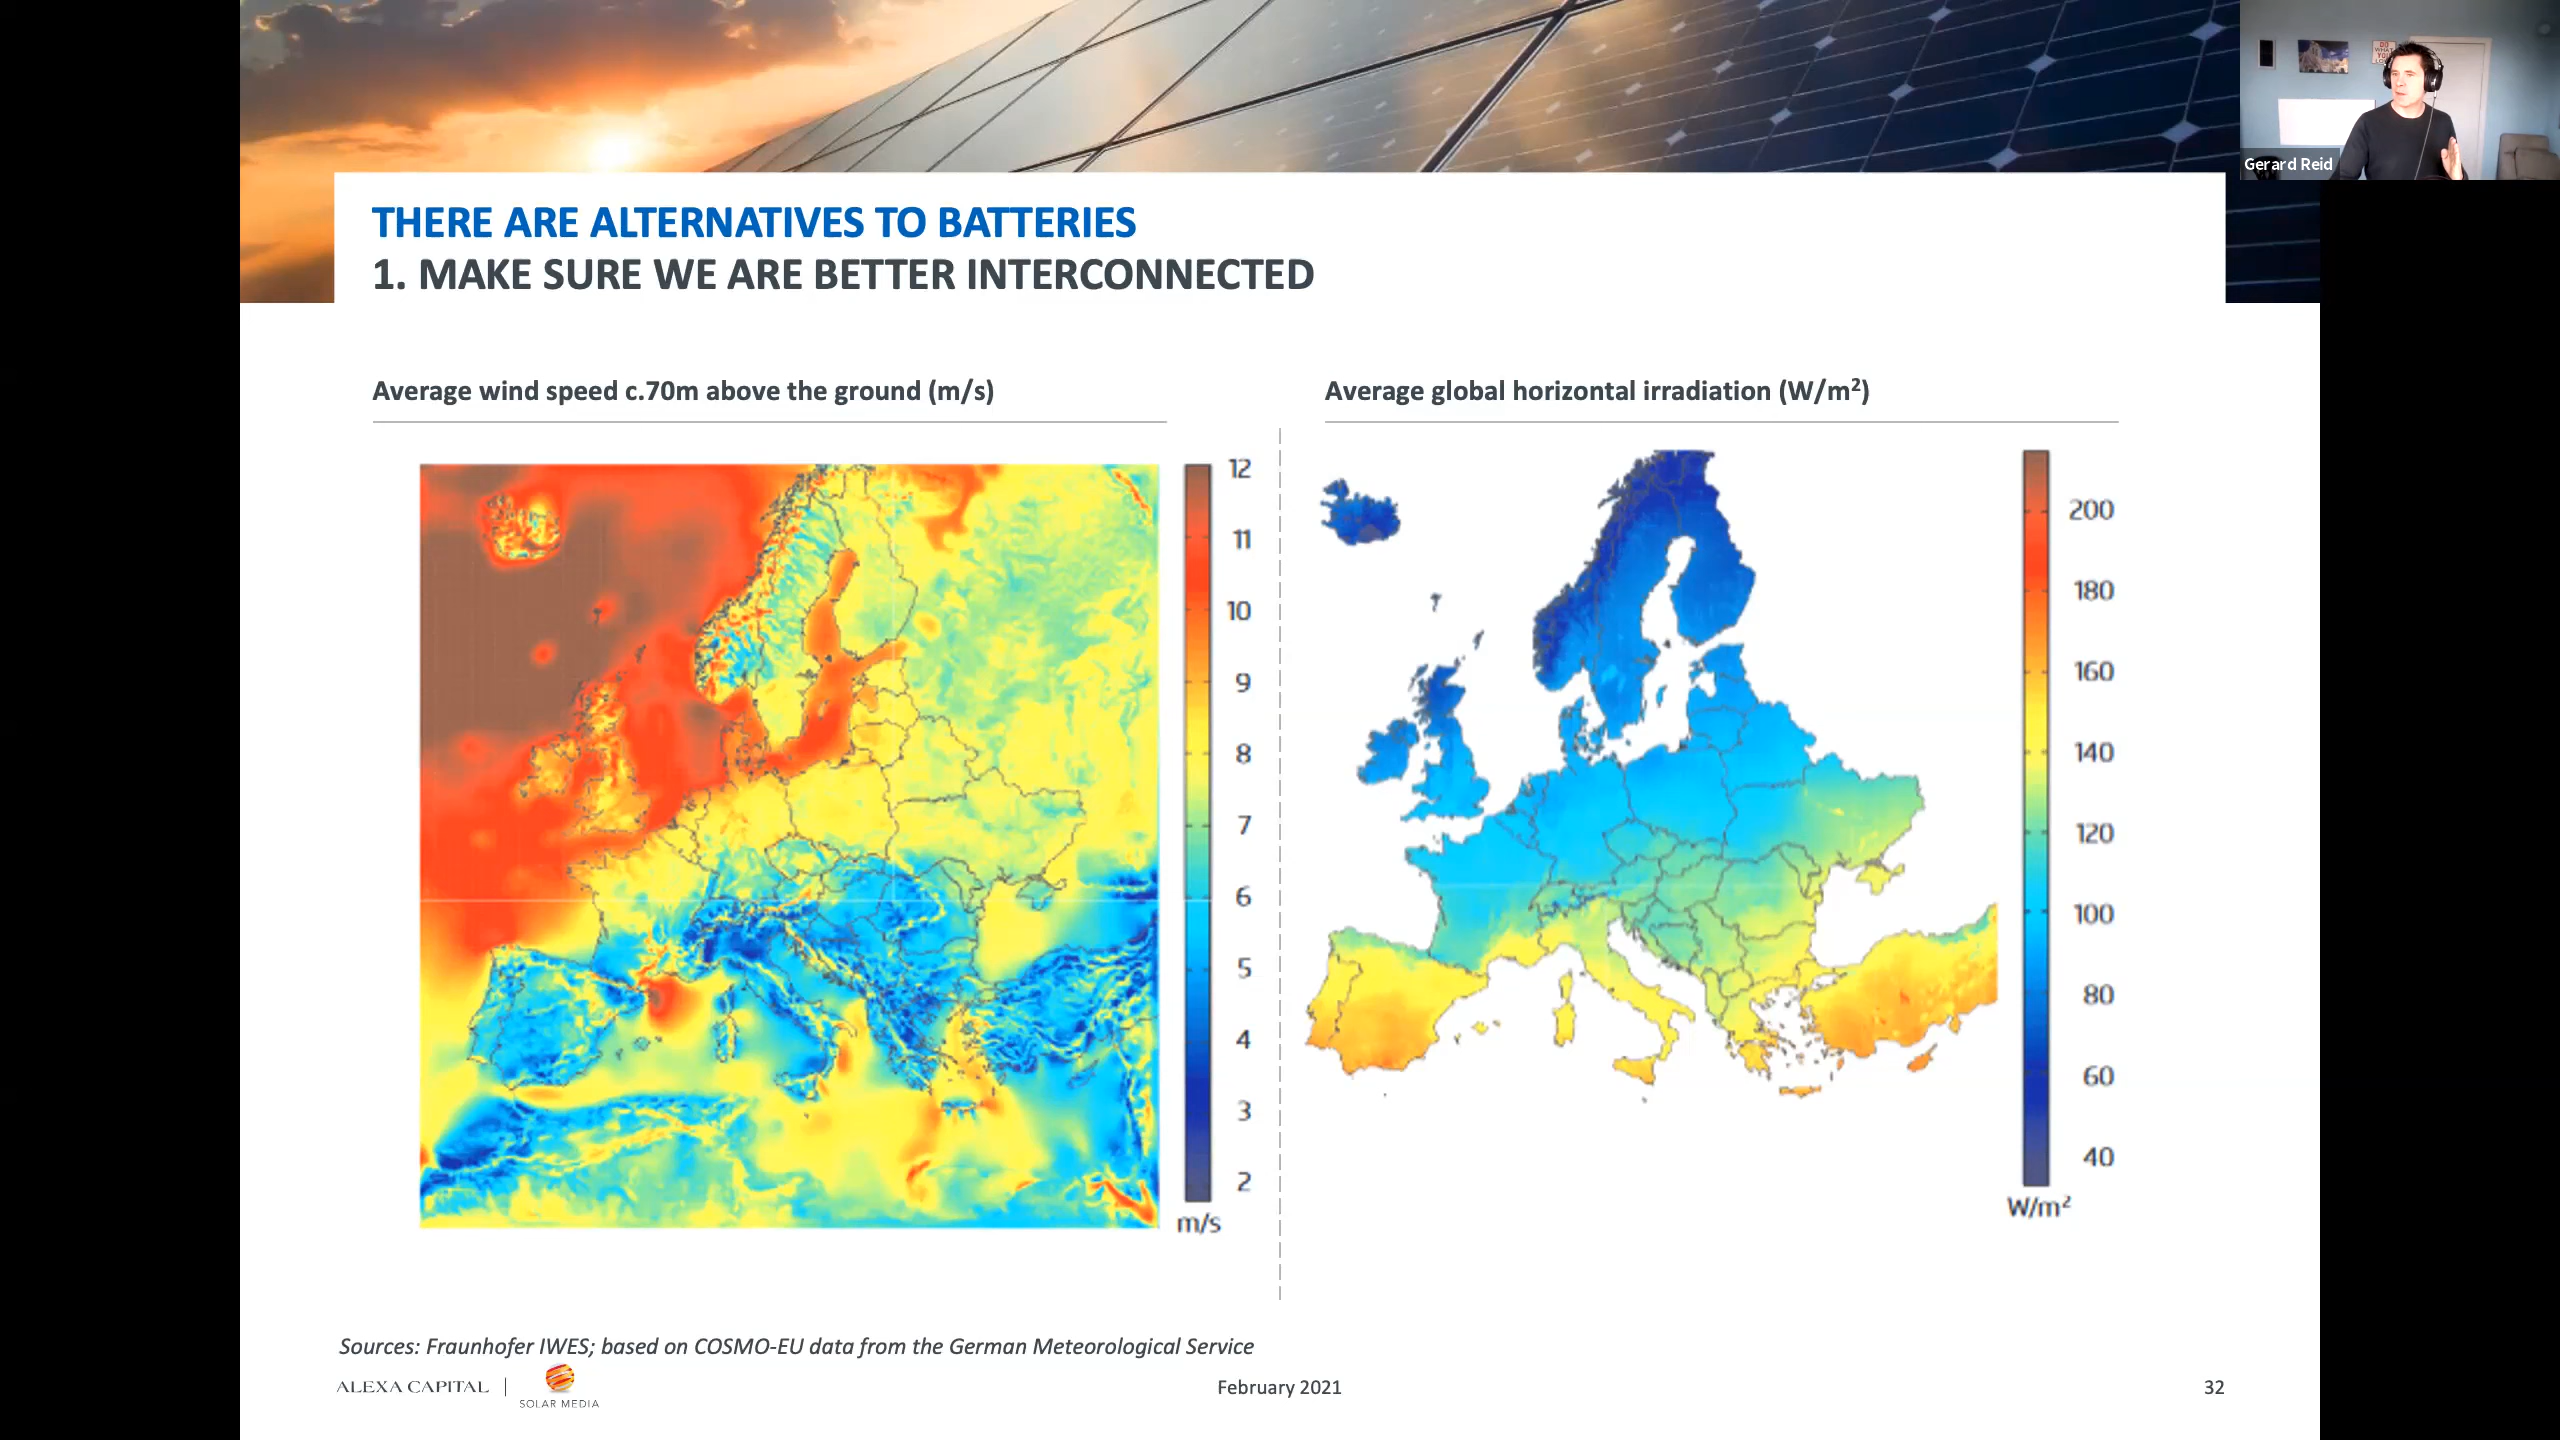 Gerard Reid
THERE ARE ALTERNATIVES TO BATTERIES
1. MAKE SURE WE ARE BETTER INTERCONNECTED
Average wind speed c.70m above the ground (m/s)
12
11
10
9
8
7
6
5
4
3
2
m/s
Average global horizontal irradiation (W/m²)
200
180
160
140
120
100
80
60
40
W/m²
Sources: Fraunhofer IWES; based on COSMO-EU data from the German Meteorological Service
ALEXA CAPITAL |
SOLAR MEDIA
February 2021
32